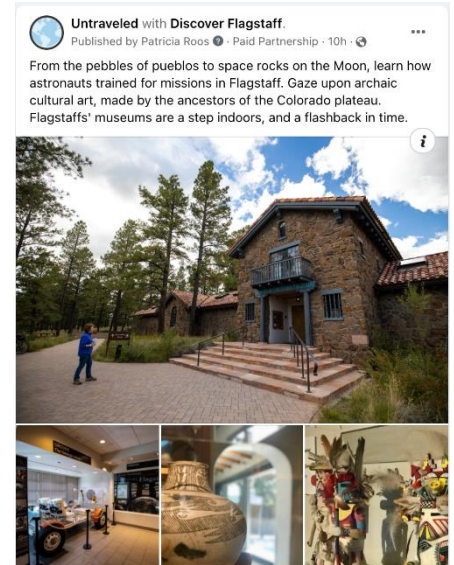 Untraveled with Discover Flagstaff.
Published by Patricia Roos · Paid Partnership · 10h ·
From the pebbles of pueblos to space rocks on the Moon, learn how
astronauts trained for missions in Flagstaff. Gaze upon archaic
cultural art, made by the ancestors of the Colorado plateau.
Flagstaffs' museums are a step indoors, and a flashback in time.